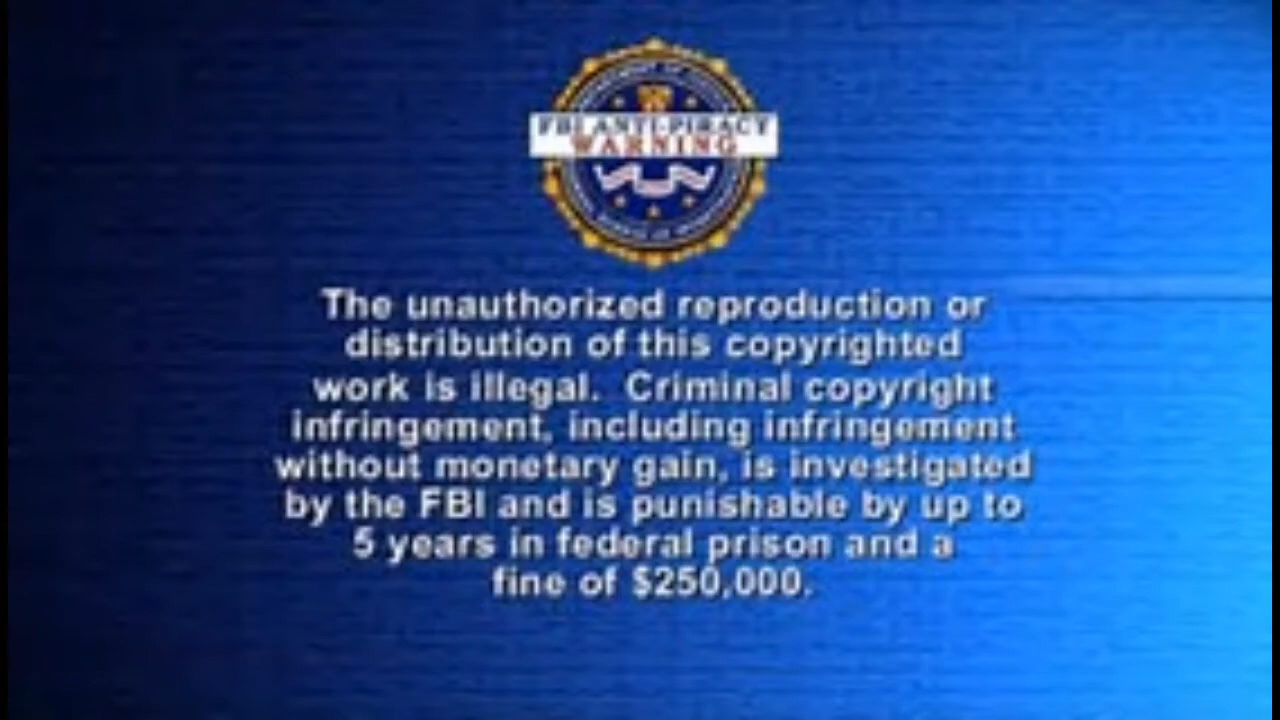 FBI ANTI-PIRACY
WARNING
The unauthorized reproduction or
distribution of this copyrighted
work is illegal.  Criminal copyright
infringement, including infringement
without monetary gain, is investigated
by the FBI and is punishable by up to
5 years in federal prison and a
fine of $250,000.